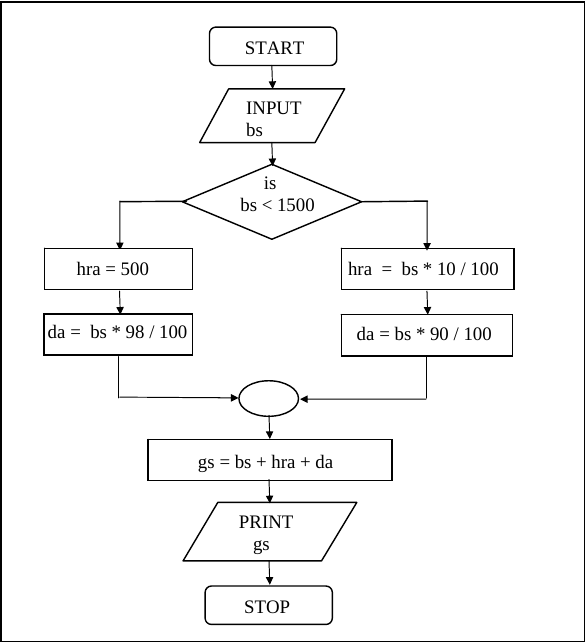 START
INPUT
bs
is
bs < 1500
hra = 500
hra = bs * 10 / 100
da = bs * 98 / 100
da = bs * 90 / 100
gs = bs + hra + da
PRINT
gs
STOP